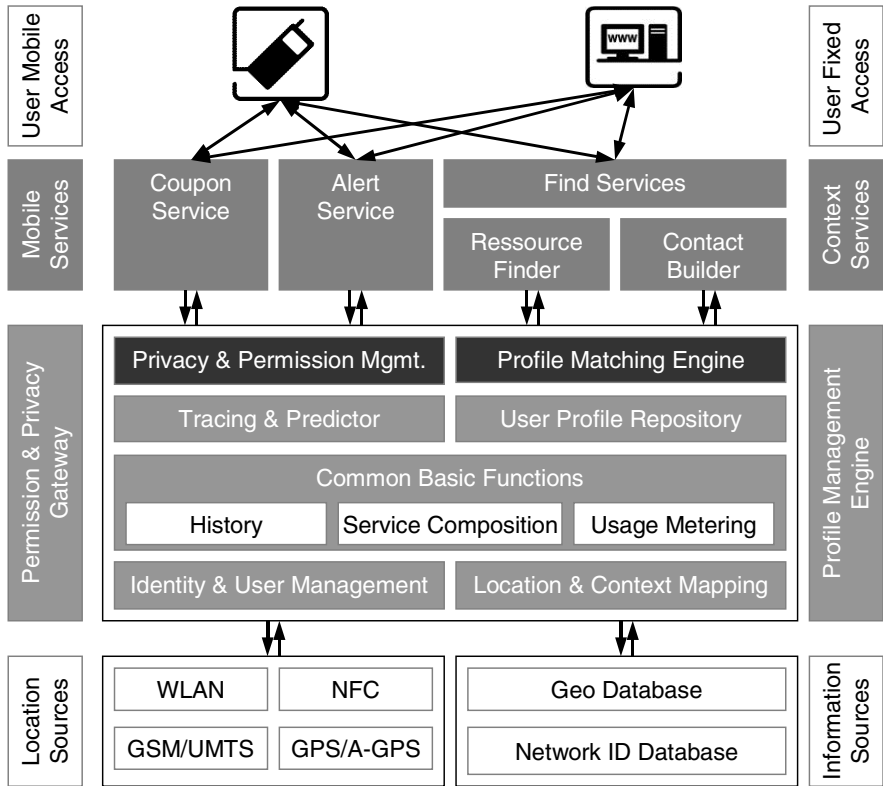 User Mobile
Access
WWW
User Fixed
Access
Mobile
Services
Coupon
Service
Alert
Service
Find Services
Ressource
Finder
Contact
Builder
Context
Services
Permission & Privacy
Gateway
Privacy & Permission Mgmt.
Profile Matching Engine
Tracing & Predictor
User Profile Repository
Common Basic Functions
History
Service Composition
Usage Metering
Identity & User Management
Location & Context Mapping
Profile Management
Engine
Location
Sources
WLAN
NFC
GSM/UMTS
GPS/A-GPS
Geo Database
Network ID Database
Information
Sources